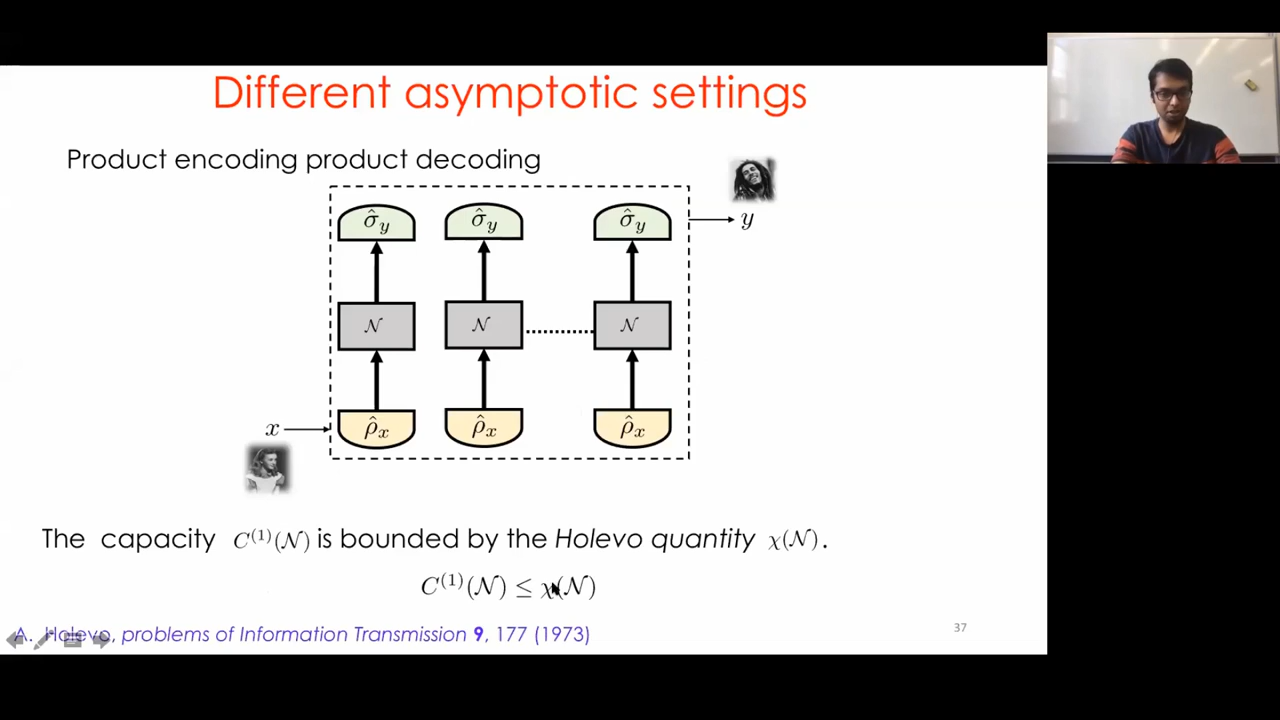 Different asymptotic settings
Product encoding product decoding
σ̂_y σ̂_y σ̂_y y
𝒩 𝒩 𝒩
x ρ̂_x ρ̂_x ρ̂_x
The capacity C^(1)(𝒩) is bounded by the Holevo quantity χ(𝒩).
C^(1)(𝒩) ≤ χ(𝒩)
A. Holevo, problems of Information Transmission 9, 177 (1973)
37